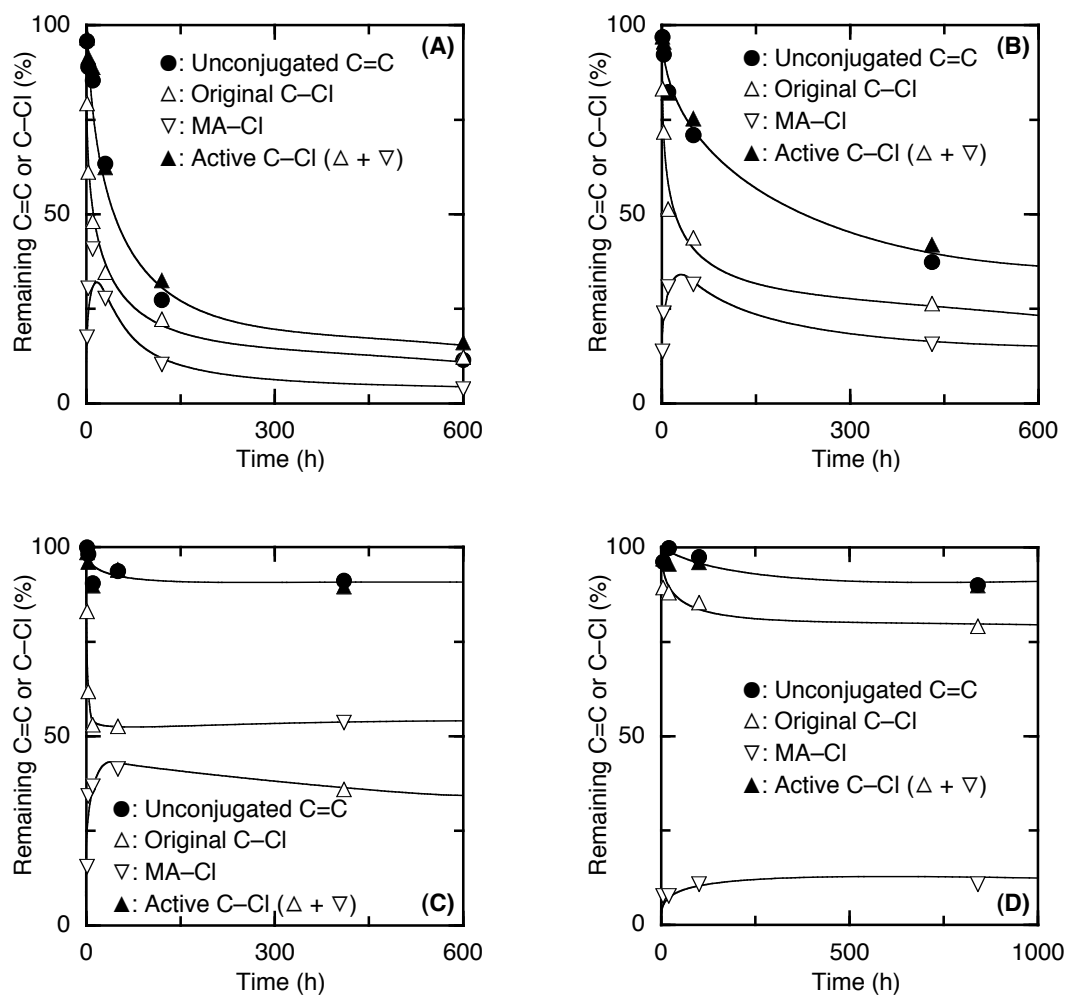 Remaining C=C or C–Cl (%)
100
50
0
(A)
●: Unconjugated C=C
△: Original C–Cl
▽: MA–Cl
▲: Active C–Cl (△ + ▽)
0 300 600
Time (h)
Remaining C=C or C–Cl (%)
100
50
0
(B)
●: Unconjugated C=C
△: Original C–Cl
▽: MA–Cl
▲: Active C–Cl (△ + ▽)
0 300 600
Time (h)
Remaining C=C or C–Cl (%)
100
50
0
●: Unconjugated C=C
△: Original C–Cl
▽: MA–Cl
▲: Active C–Cl (△ + ▽)
(C)
0 300 600
Time (h)
Remaining C=C or C–Cl (%)
100
50
0
●: Unconjugated C=C
△: Original C–Cl
▽: MA–Cl
▲: Active C–Cl (△ + ▽)
(D)
0 500 1000
Time (h)